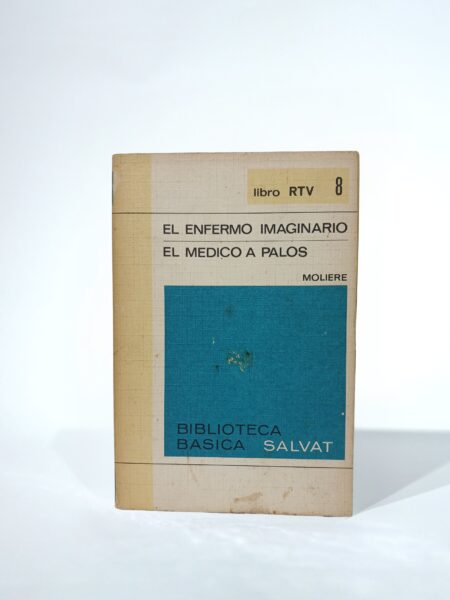 libro RTV 8
EL ENFERMO IMAGINARIO
EL MEDICO A PALOS
MOLIERE
BIBLIOTECA
BASICA SALVAT